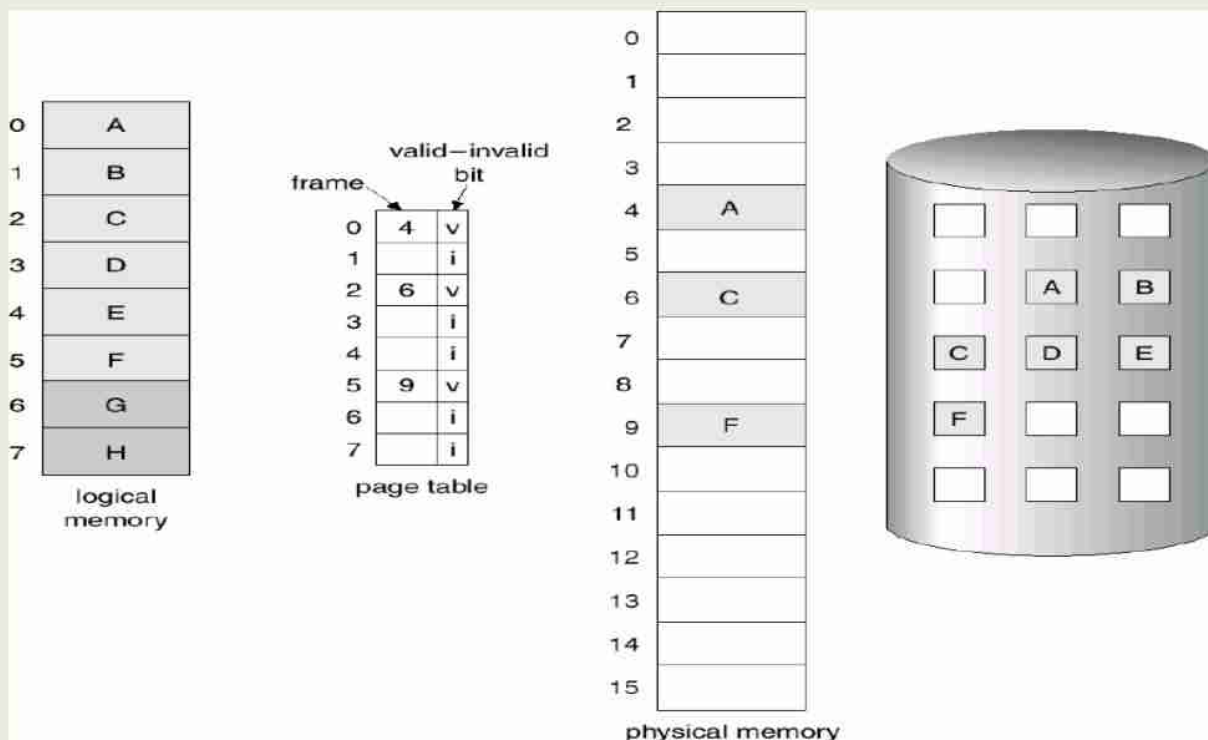 0 A
1 B
2 C
3 D
4 E
5 F
6 G
7 H
logical
memory
valid–invalid
bit
frame
0 4 v
1 i
2 6 v
3 i
4 i
5 9 v
6 i
7 i
page table
0
1
2
3
4 A
5
6 C
7
8
9 F
10
11
12
13
14
15
physical memory
A B
C D E
F